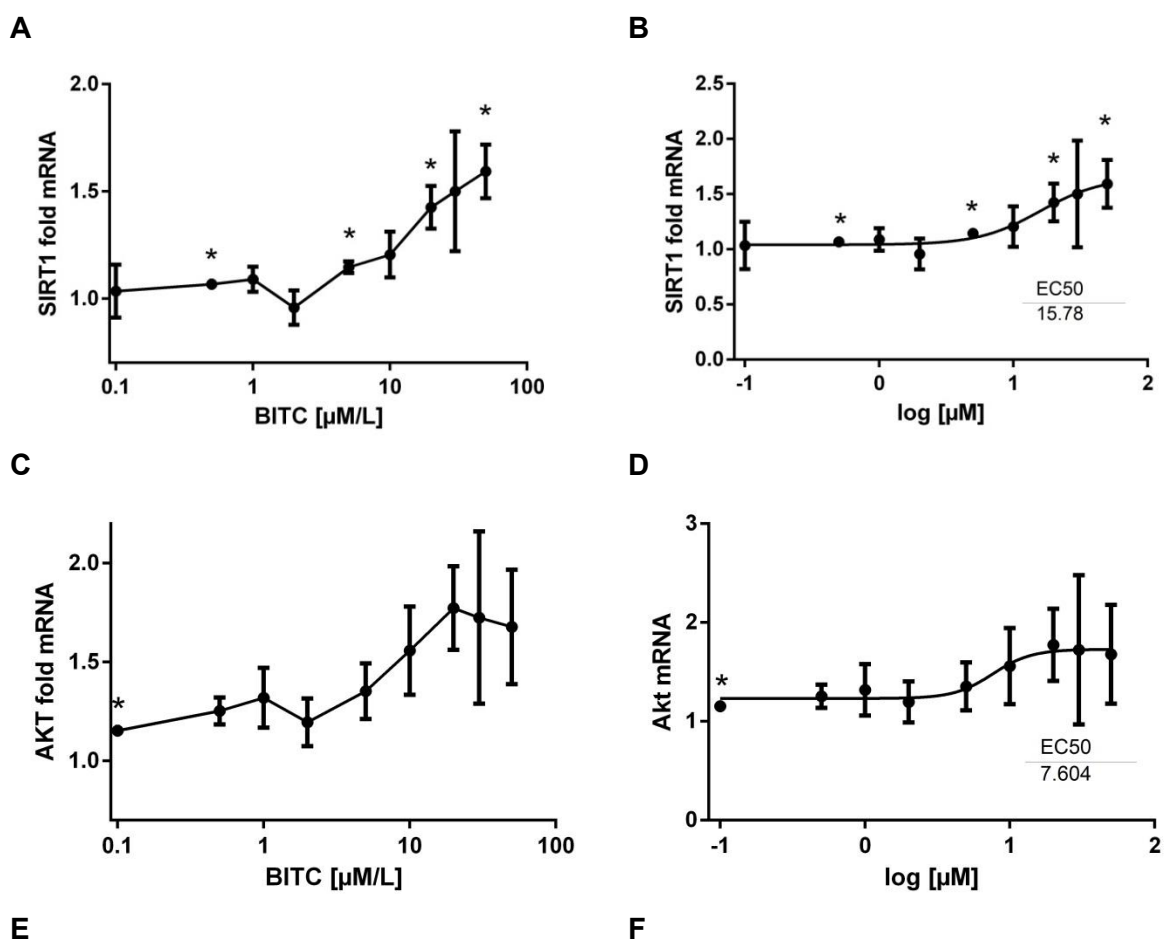 A
SIRT1 fold mRNA
2.0
1.5
1.0
*
*
*
*
0.1 1 10 100
BITC [µM/L]
B
SIRT1 fold mRNA
2.5
2.0
1.5
1.0
0.5
0.0
*
*
*
*
EC50
15.78
-1 0 1 2
log [µM]
C
AKT fold mRNA
2.0
1.5
1.0
*
0.1 1 10 100
BITC [µM/L]
D
Akt mRNA
3
2
1
0
*
EC50
7.604
-1 0 1 2
log [µM]
E
F